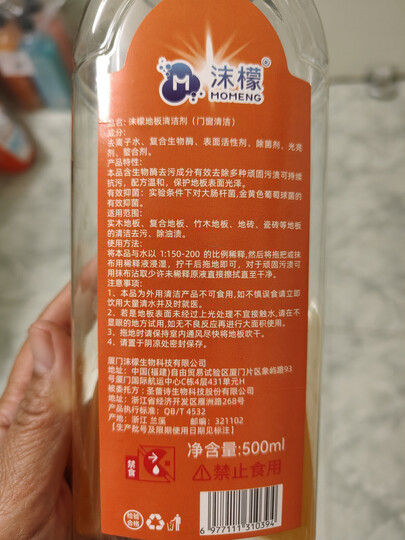 沫檬®
MOMENG
品名：沫檬地板清洁剂（门窗清洁）
成分：
去离子水、复合生物酶、表面活性剂，除菌剂，光亮
剂、螯合剂。
产品特性：
本品含生物酶去污成分有效去除多种顽固污渍可持续
抗污，配方温和，保护地板表面光泽。
有效抑菌：实验条件下对大肠杆菌,金黄色葡萄球菌的
有效抑菌。
适用范围：
实木地板、复合地板、竹木地板、地砖、瓷砖等地板
的清洁去污、除油渍。
使用方法：
将本品与水以 1:150-200 的比例稀释,然后将拖把或抹
布用稀释液浸湿，拧干后拖地即可，对于顽固污渍可
用抹布沾取少许未稀释原液直接擦拭直至干净。
注意事项：
1、本品为外用清洁产品不可食用,如不慎误食请立即
饮用大量清水并及时就医。
2、若是地板表面未经过上光处理不宜接触水，请在不
显眼的地方试用,如无不良反应再进行大面积使用。
3、拖地时请保持室内通风尽快将地板吹干。
4、请置于阴凉处密封保存。
厦门沫檬生物科技有限公司
地址：中国(福建)自由贸易试验区厦门片区象屿路93
号厦门国际航运中心C栋4层431单元H
被委托方：圣蕾诗生物科技股份有限公司
地址：浙江省经济开发区雁洲路268号
产品执行标准：QB/T 4532
产地：浙江 兰溪 邮编：321102
【生产批号及限期使用日期见标注】
净含量:500ml
禁食
禁止食用
检验合格
6 977111 310394